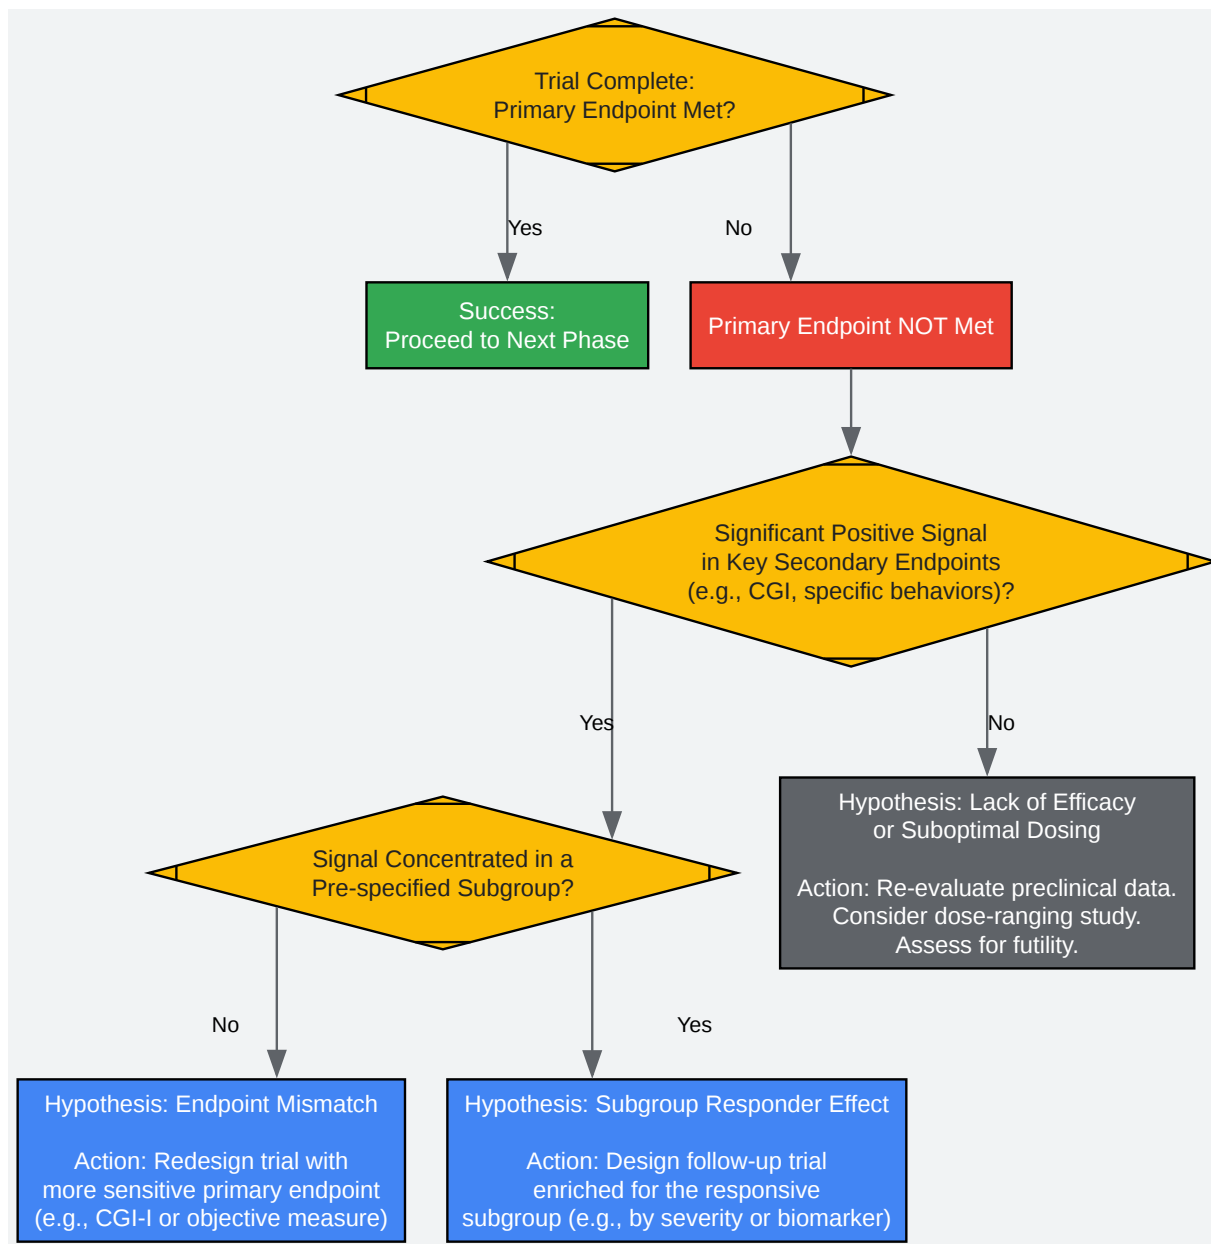 Trial Complete:
Primary Endpoint Met?
Yes
No
Success:
Proceed to Next Phase
Primary Endpoint NOT Met
Significant Positive Signal
in Key Secondary Endpoints
(e.g., CGI, specific behaviors)?
Yes
No
Hypothesis: Lack of Efficacy
or Suboptimal Dosing
Action: Re-evaluate preclinical data.
Consider dose-ranging study.
Assess for futility.
Signal Concentrated in a
Pre-specified Subgroup?
No
Yes
Hypothesis: Endpoint Mismatch
Action: Redesign trial with
more sensitive primary endpoint
(e.g., CGI-I or objective measure)
Hypothesis: Subgroup Responder Effect
Action: Design follow-up trial
enriched for the responsive
subgroup (e.g., by severity or biomarker)